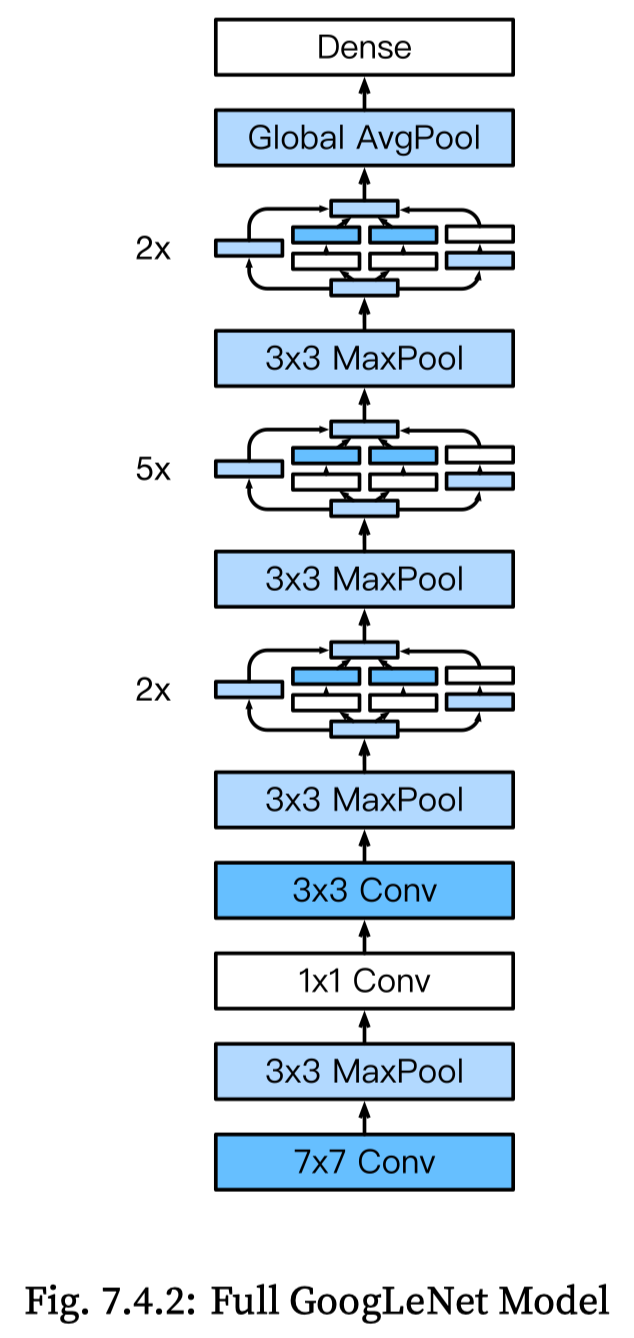 Dense
Global AvgPool
2x
3x3 MaxPool
5x
3x3 MaxPool
2x
3x3 MaxPool
3x3 Conv
1x1 Conv
3x3 MaxPool
7x7 Conv
Fig. 7.4.2: Full GoogLeNet Model